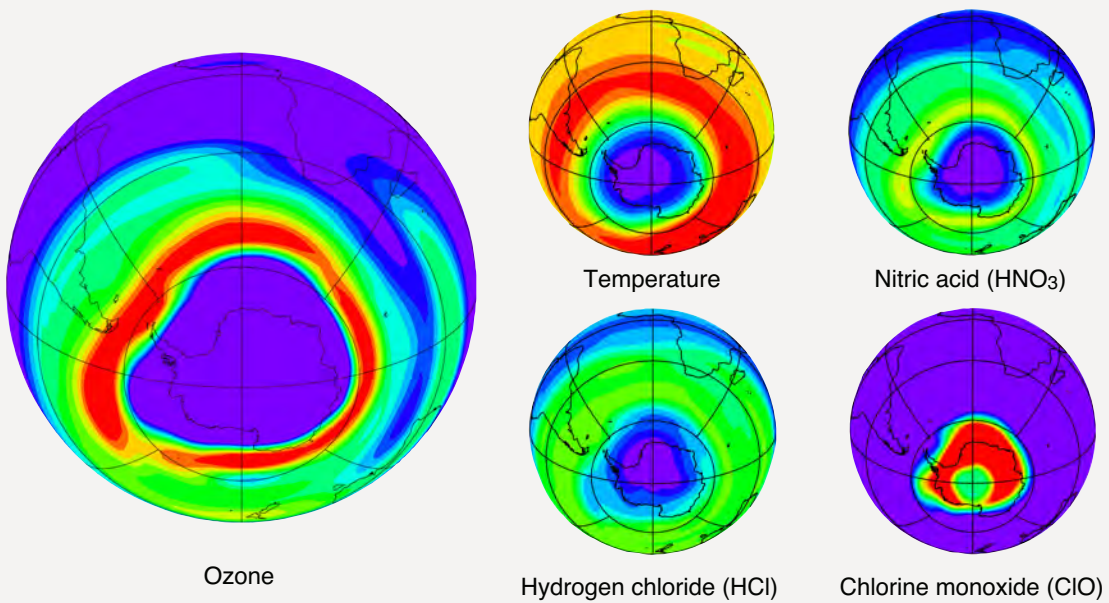 Temperature
Nitric acid (HNO3)
Ozone
Hydrogen chloride (HCl)
Chlorine monoxide (ClO)